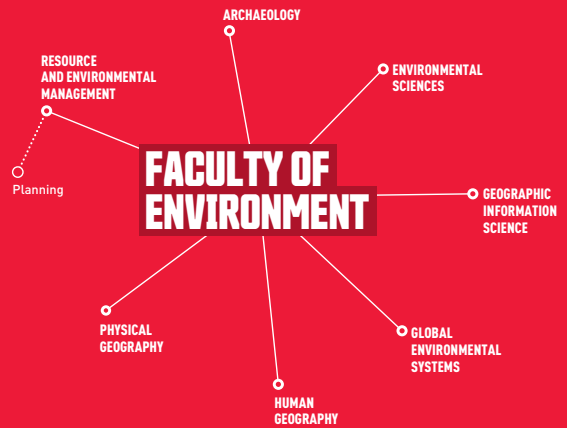 ARCHAEOLOGY
RESOURCE
AND ENVIRONMENTAL
MANAGEMENT
ENVIRONMENTAL
SCIENCES
FACULTY OF
ENVIRONMENT
Planning
GEOGRAPHIC
INFORMATION
SCIENCE
PHYSICAL
GEOGRAPHY
GLOBAL
ENVIRONMENTAL
SYSTEMS
HUMAN
GEOGRAPHY